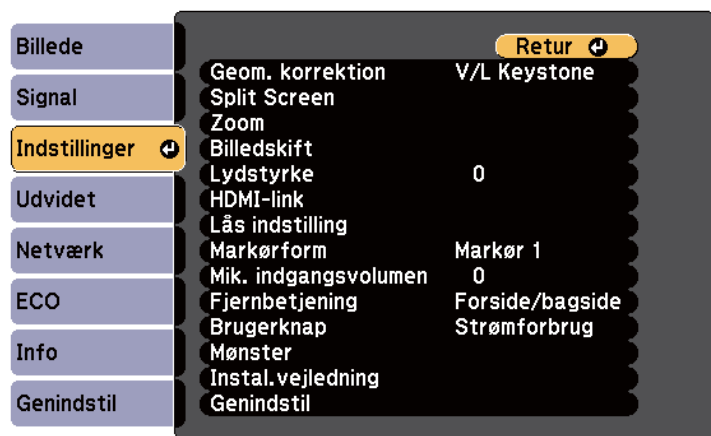 Billede
Signal
Indstillinger
Udvidet
Netværk
ECO
Info
Genindstil
Retur
Geom. korrektion V/L Keystone
Split Screen
Zoom
Billedskift
Lydstyrke 0
HDMI-link
Lås indstilling
Markørform Markør 1
Mik. indgangsvolumen 0
Fjernbetjening Forside/bagside
Brugerknap Strømforbrug
Mønster
Instal.vejledning
Genindstil